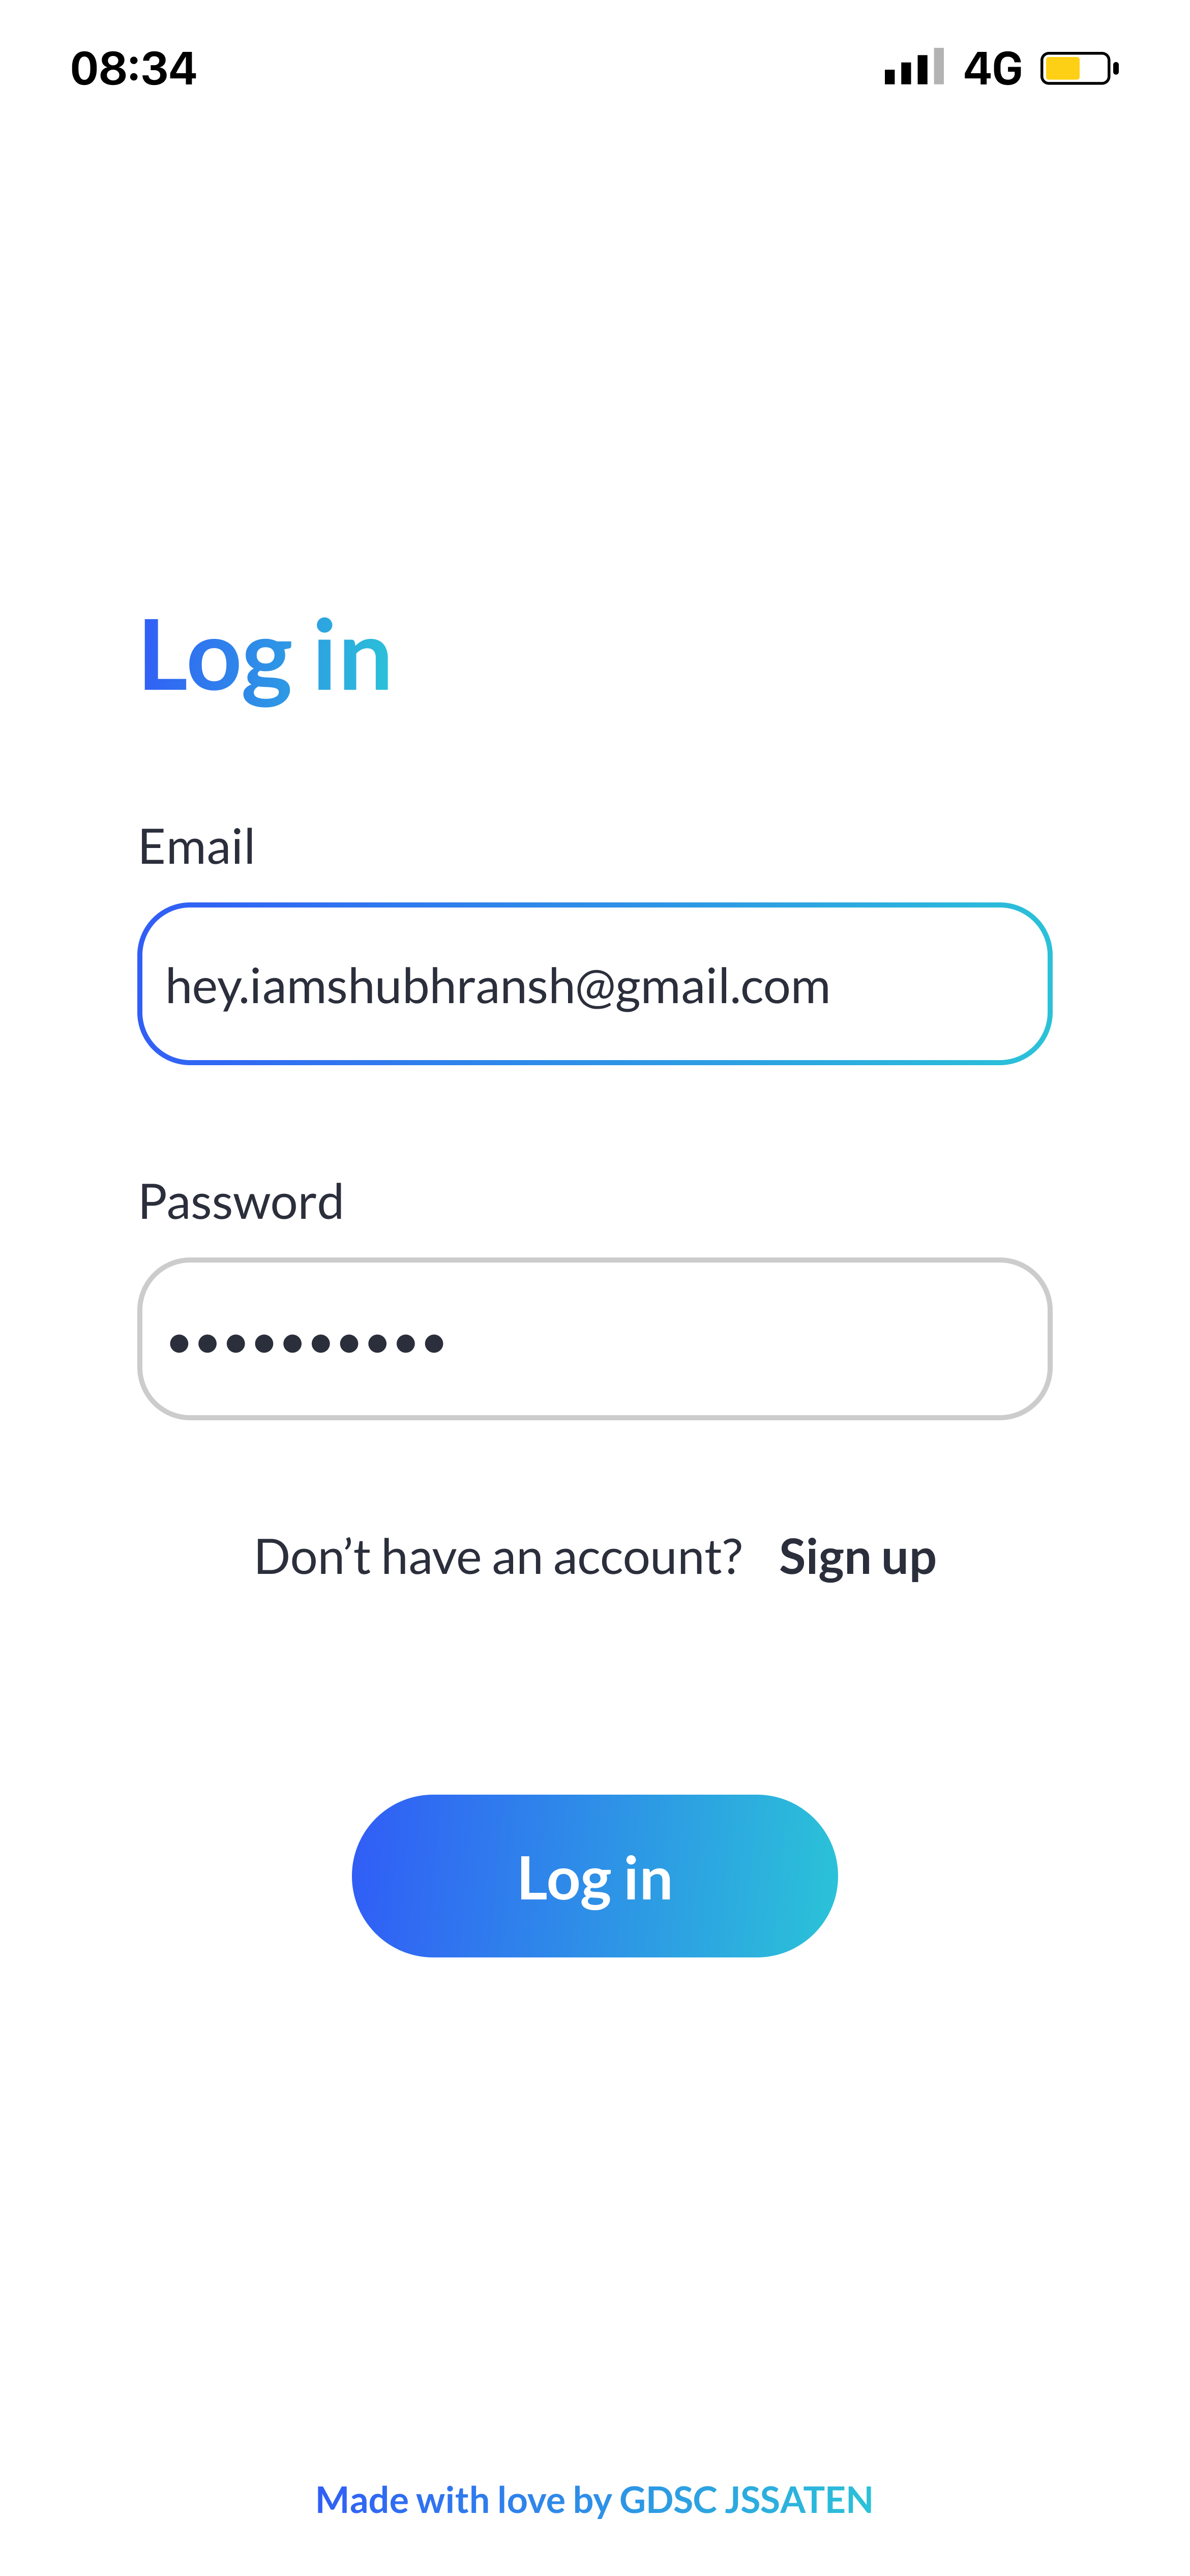 08:34 4G
Log in
Email
hey.iamshubhransh@gmail.com
Password
Don’t have an account? Sign up
Log in
Made with love by GDSC JSSATEN